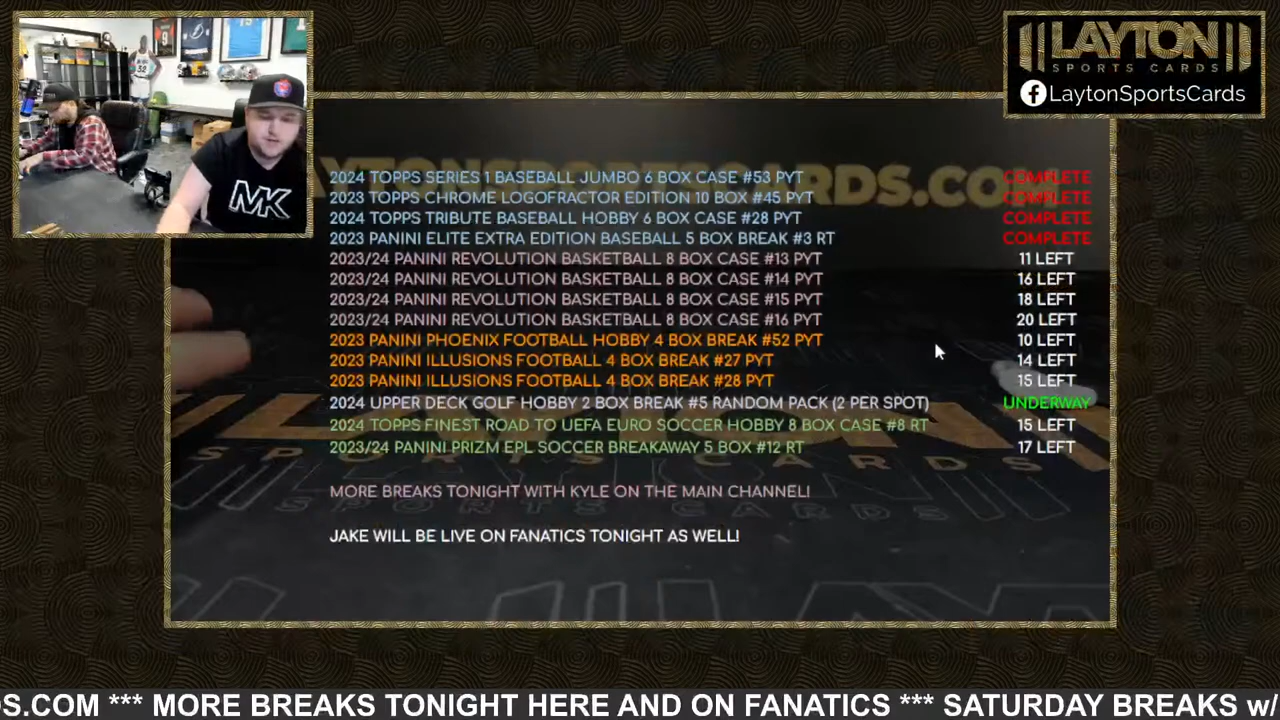 LAYTON
SPORTS CARDS
LaytonSportsCards
MK
2024 TOPPS SERIES 1 BASEBALL JUMBO 6 BOX CASE #53 PYT COMPLETE
2023 TOPPS CHROME LOGOFRACTOR EDITION 10 BOX #45 PYT COMPLETE
2024 TOPPS TRIBUTE BASEBALL HOBBY 6 BOX CASE #28 PYT COMPLETE
2023 PANINI ELITE EXTRA EDITION BASEBALL 5 BOX BREAK #3 RT COMPLETE
2023/24 PANINI REVOLUTION BASKETBALL 8 BOX CASE #13 PYT 11 LEFT
2023/24 PANINI REVOLUTION BASKETBALL 8 BOX CASE #14 PYT 16 LEFT
2023/24 PANINI REVOLUTION BASKETBALL 8 BOX CASE #15 PYT 18 LEFT
2023/24 PANINI REVOLUTION BASKETBALL 8 BOX CASE #16 PYT 20 LEFT
2023 PANINI PHOENIX FOOTBALL HOBBY 4 BOX BREAK #52 PYT 10 LEFT
2023 PANINI ILLUSIONS FOOTBALL 4 BOX BREAK #27 PYT 14 LEFT
2023 PANINI ILLUSIONS FOOTBALL 4 BOX BREAK #28 PYT 15 LEFT
2024 UPPER DECK GOLF HOBBY 2 BOX BREAK #5 RANDOM PACK (2 PER SPOT) UNDERWAY
2024 TOPPS FINEST ROAD TO UEFA EURO SOCCER HOBBY 8 BOX CASE #8 RT 15 LEFT
2023/24 PANINI PRIZM EPL SOCCER BREAKAWAY 5 BOX #12 RT 17 LEFT
MORE BREAKS TONIGHT WITH KYLE ON THE MAIN CHANNEL!
JAKE WILL BE LIVE ON FANATICS TONIGHT AS WELL!
S.COM *** MORE BREAKS TONIGHT HERE AND ON FANATICS *** SATURDAY BREAKS w/